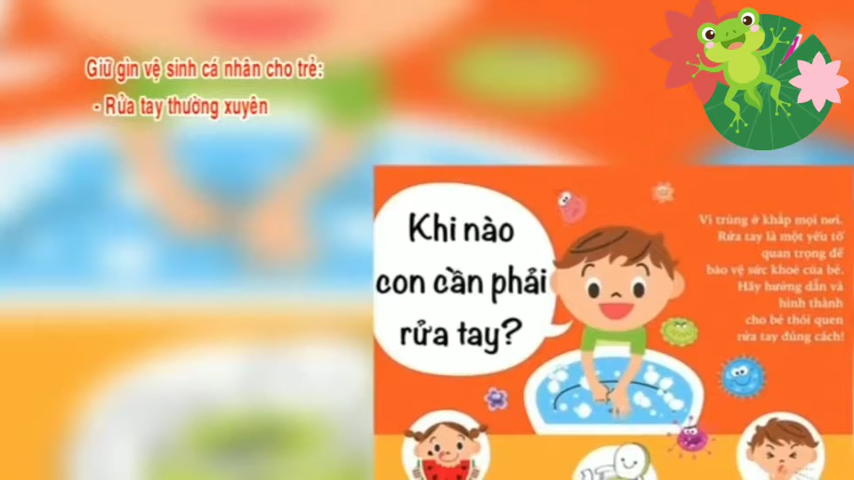 Giữ gìn vệ sinh cá nhân cho trẻ:
- Rửa tay thường xuyên
Khi nào
con cần phải
rửa tay?
Vi trùng ở khắp mọi nơi.
Rửa tay là một yếu tố
quan trọng để
bảo vệ sức khoẻ của bé.
Hãy hướng dẫn và
hình thành
cho bé thói quen
rửa tay đúng cách!